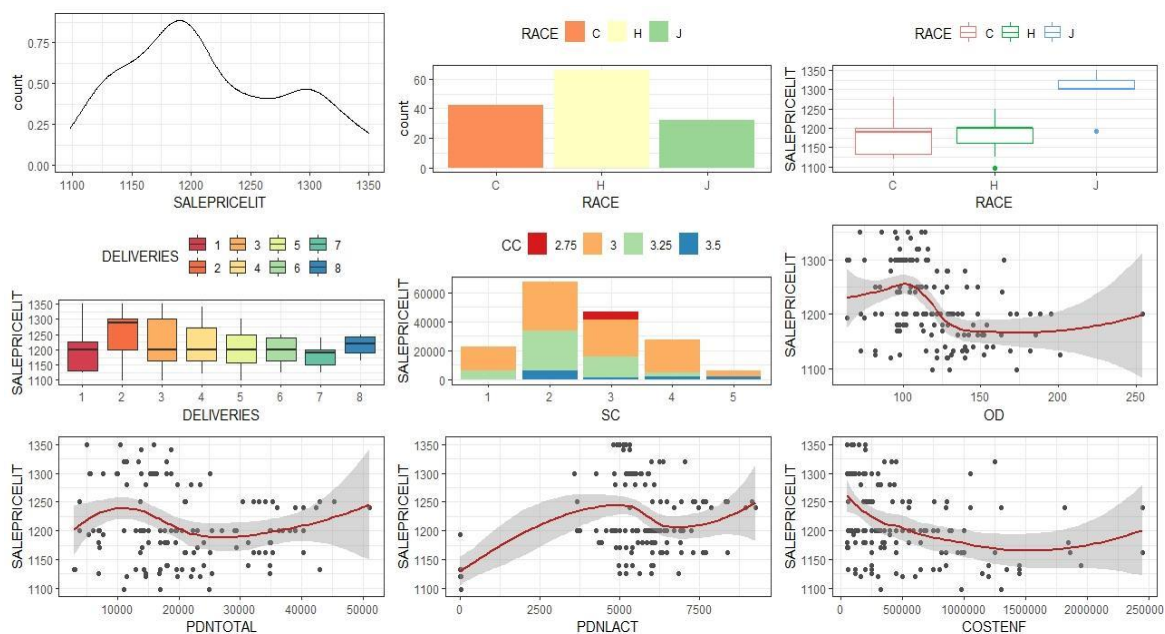 count
0.75
0.50
0.25
0.00
1100 1150 1200 1250 1300 1350
SALEPRICELIT
RACE C H J
count
60
40
20
0
C H J
RACE
RACE C H J
SALEPRICELIT
1350
1300
1250
1200
1150
1100
C H J
RACE
DELIVERIES 1 3 5 7
2 4 6 8
SALEPRICELIT
1350
1300
1250
1200
1150
1100
1 2 3 4 5 6 7 8
DELIVERIES
CC 2.75 3 3.25 3.5
SALEPRICELIT
60000
40000
20000
0
1 2 3 4 5
SC
SALEPRICELIT
1300
1200
1100
100 150 200 250
OD
SALEPRICELIT
1350
1300
1250
1200
1150
1100
10000 20000 30000 40000 50000
PDNTOTAL
SALEPRICELIT
1350
1300
1250
1200
1150
1100
0 2500 5000 7500
PDNLACT
SALEPRICELIT
1350
1300
1250
1200
1150
1100
0 500000 1000000 1500000 2000000 2500000
COSTENF